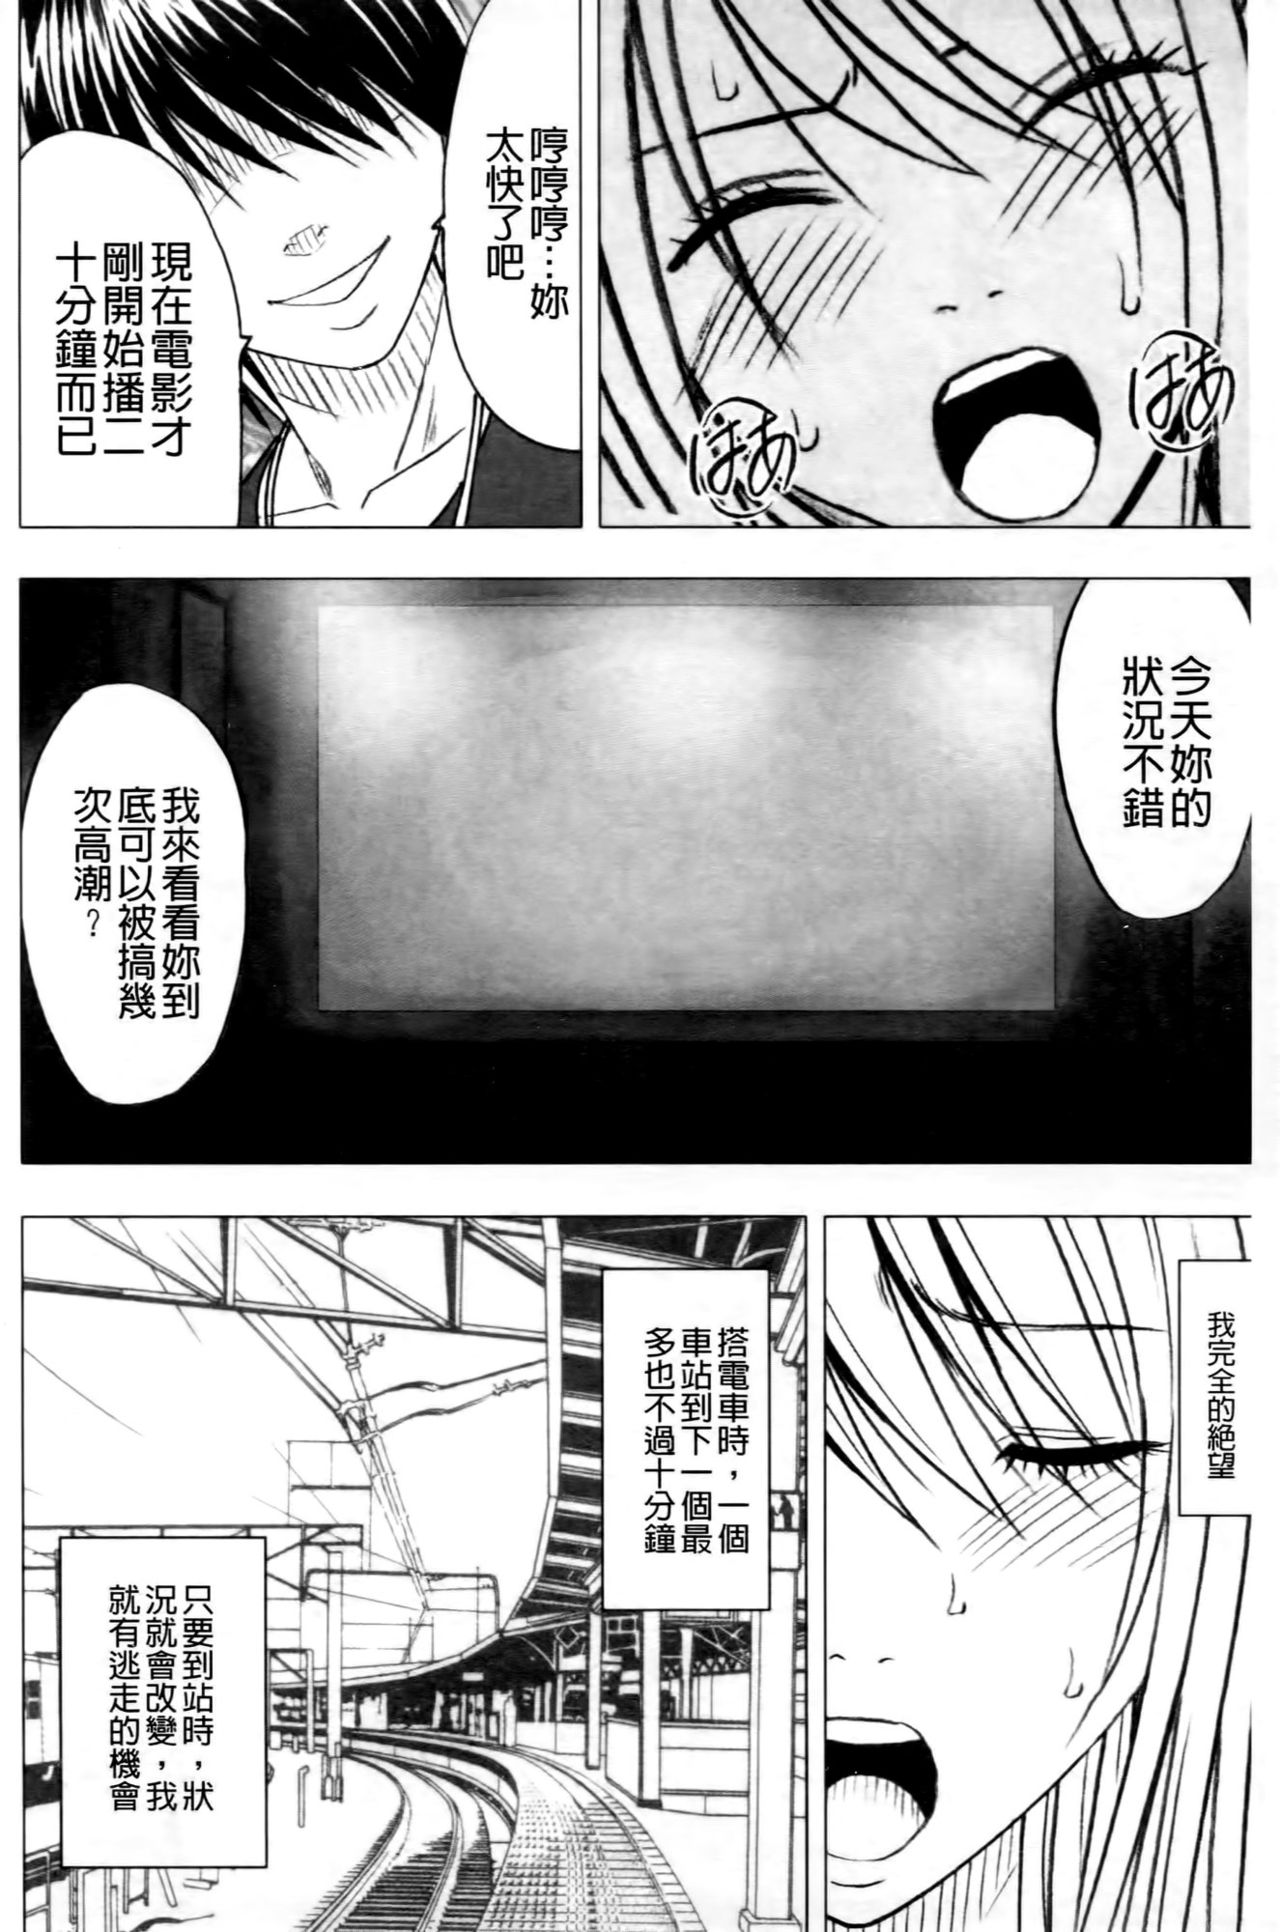 はあ
はあ
哼哼哼…妳
太快了吧
現在電影才
剛開始播二
十分鐘而已
今天妳的
狀況不錯
我來看看妳到
底可以被搞幾
次高潮？
我完全的絕望
搭電車時，一個
車站到下一個最
多也不過十分鐘
只要到站時，狀
況就會改變，我
就有逃走的機會